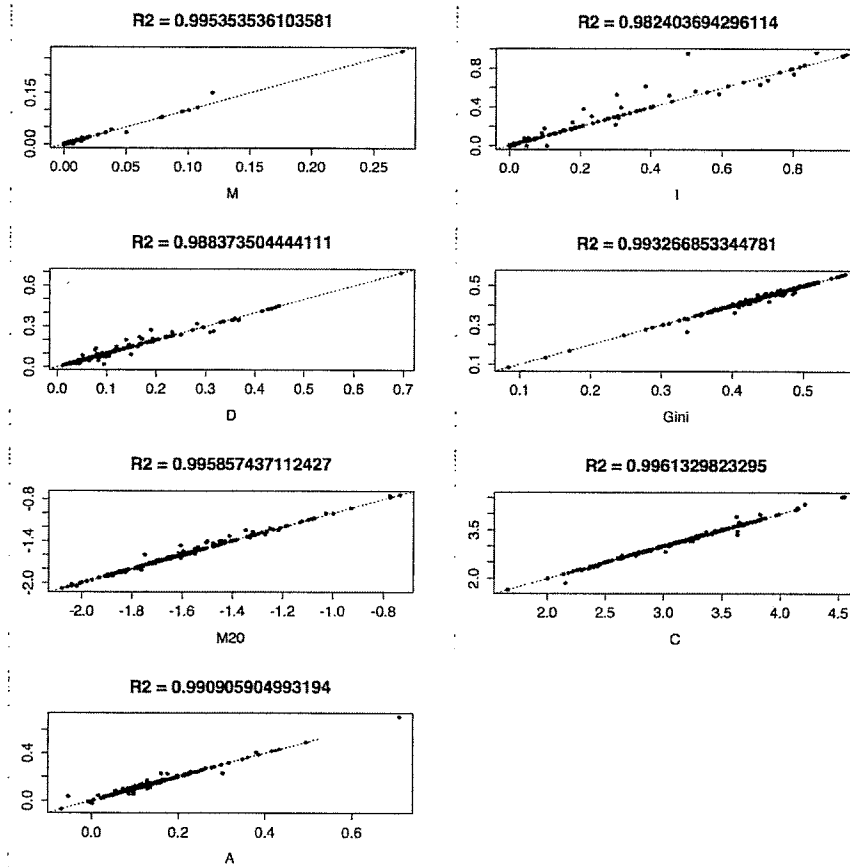 R2 = 0.995353536103581
0.00 0.15
0.00 0.05 0.10 0.15 0.20 0.25
M
R2 = 0.982403694296114
0.0 0.4 0.8
0.0 0.2 0.4 0.6 0.8
I
R2 = 0.988373504444111
0.0 0.3 0.6
0.0 0.1 0.2 0.3 0.4 0.5 0.6 0.7
D
R2 = 0.993266853344781
0.1 0.3 0.5
0.1 0.2 0.3 0.4 0.5
Gini
R2 = 0.995857437112427
-2.0 -1.4 -0.8
-2.0 -1.8 -1.6 -1.4 -1.2 -1.0 -0.8
M20
R2 = 0.9961329823295
2.0 3.5
2.0 2.5 3.0 3.5 4.0 4.5
C
R2 = 0.990905904993194
0.0 0.4
0.0 0.2 0.4 0.6
A